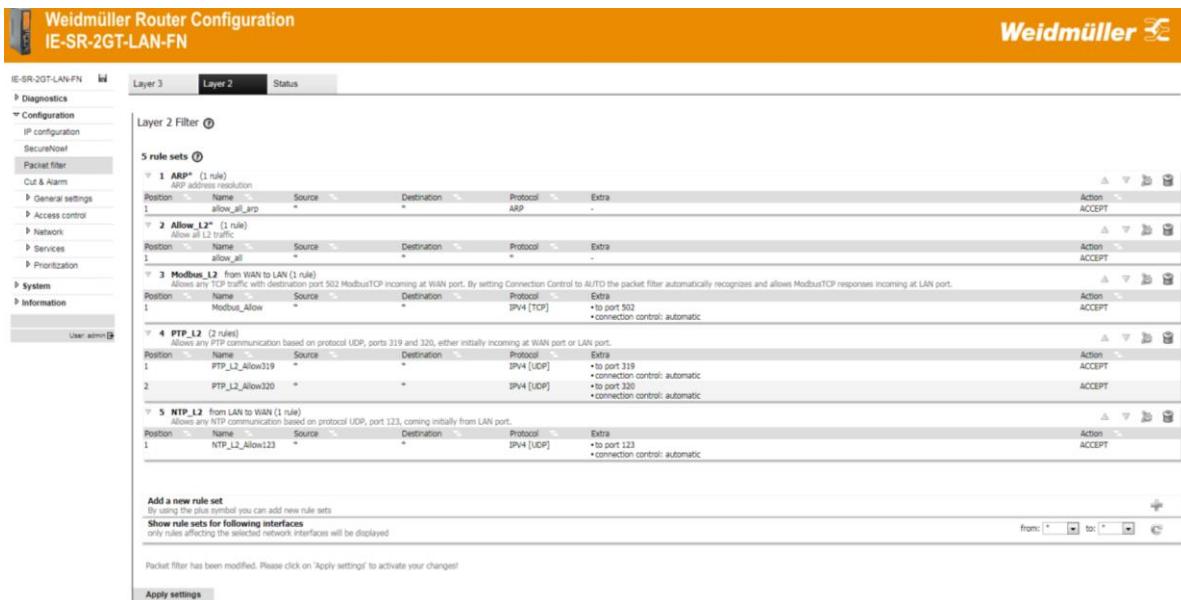 Weidmüller Router Configuration
IE-SR-2GT-LAN-FN
Weidmüller
IE-SR-2GT-LAN-FN
Diagnostics
Configuration
IP configuration
SecureNow!
Packet filter
Cut & Alarm
General settings
Access control
Network
Services
Prioritization
System
Information
User: admin
Layer 3 Layer 2 Status
Layer 2 Filter ?
5 rule sets ?
1 ARP* (1 rule)
ARP address resolution
Position Name Source Destination Protocol Extra Action
1 allow_all_arp * * ARP - ACCEPT
2 Allow_L2* (1 rule)
Allow all L2 traffic
Position Name Source Destination Protocol Extra Action
1 allow_all * * * - ACCEPT
3 Modbus_L2 from WAN to LAN (1 rule)
Allows any TCP traffic with destination port 502 ModbusTCP incoming at WAN port. By setting Connection Control to AUTO the packet filter automatically recognizes and allows ModbusTCP responses incoming at LAN port.
Position Name Source Destination Protocol Extra Action
1 Modbus_Allow * * IPV4 [TCP] • to port 502 ACCEPT
• connection control: automatic
4 PTP_L2 (2 rules)
Allows any PTP communication based on protocol UDP, ports 319 and 320, either initially incoming at WAN port or LAN port.
Position Name Source Destination Protocol Extra Action
1 PTP_L2_Allow319 * * IPV4 [UDP] • to port 319 ACCEPT
• connection control: automatic
2 PTP_L2_Allow320 * * IPV4 [UDP] • to port 320 ACCEPT
• connection control: automatic
5 NTP_L2 from LAN to WAN (1 rule)
Allows any NTP communication based on protocol UDP, port 123, coming initially from LAN port.
Position Name Source Destination Protocol Extra Action
1 NTP_L2_Allow123 * * IPV4 [UDP] • to port 123 ACCEPT
• connection control: automatic
Add a new rule set
By using the plus symbol you can add new rule sets
Show rule sets for following interfaces
only rules affecting the selected network interfaces will be displayed
from: * to: *
Packet filter has been modified. Please click on 'Apply settings' to activate your changes!
Apply settings